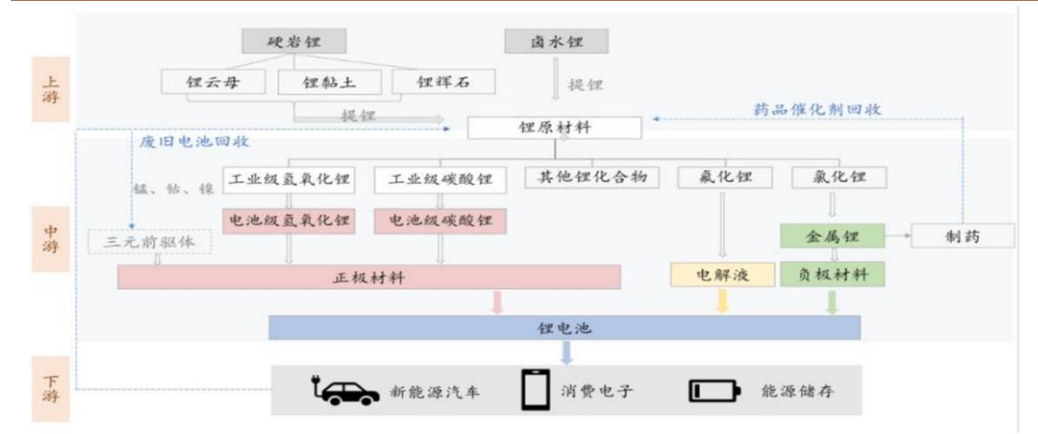 上游
硬岩锂
卤水锂
锂云母
锂黏土
锂辉石
提锂
提锂
药品催化剂回收
锂原材料
废旧电池回收
锰、钴、镍
工业级氢氧化锂
工业级碳酸锂
其他锂化合物
氟化锂
氯化锂
中游
电池级氢氧化锂
电池级碳酸锂
三元前驱体
金属锂
制药
正极材料
电解液
负极材料
锂电池
下游
新能源汽车
消费电子
能源储存